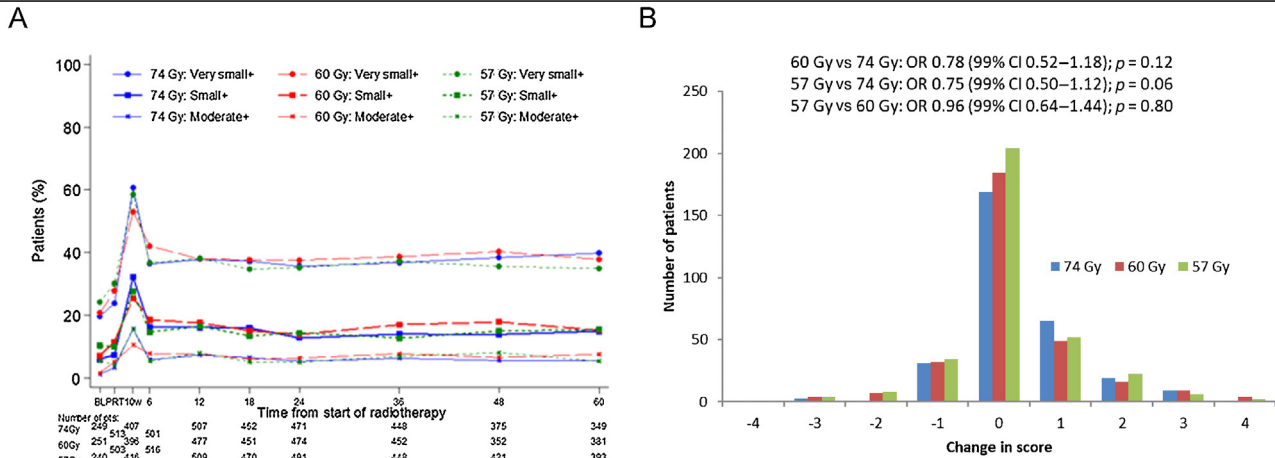 A
100
80
60
40
20
0
Patients (%)
74 Gy: Very small+ 60 Gy: Very small+ 57 Gy: Very small+
74 Gy: Small+ 60 Gy: Small+ 57 Gy: Small+
74 Gy: Moderate+ 60 Gy: Moderate+ 57 Gy: Moderate+
BL PRT 10w 6 12 18 24 36 48 60
Time from start of radiotherapy
Number of pts:
74Gy 249 513 407 501 507 452 471 448 375 349
60Gy 251 503 396 516 477 451 474 452 352 381
B
60 Gy vs 74 Gy: OR 0.78 (99% CI 0.52–1.18); p = 0.12
57 Gy vs 74 Gy: OR 0.75 (99% CI 0.50–1.12); p = 0.06
57 Gy vs 60 Gy: OR 0.96 (99% CI 0.64–1.44); p = 0.80
250
200
150
100
50
0
Number of patients
74 Gy 60 Gy 57 Gy
-4 -3 -2 -1 0 1 2 3 4
Change in score